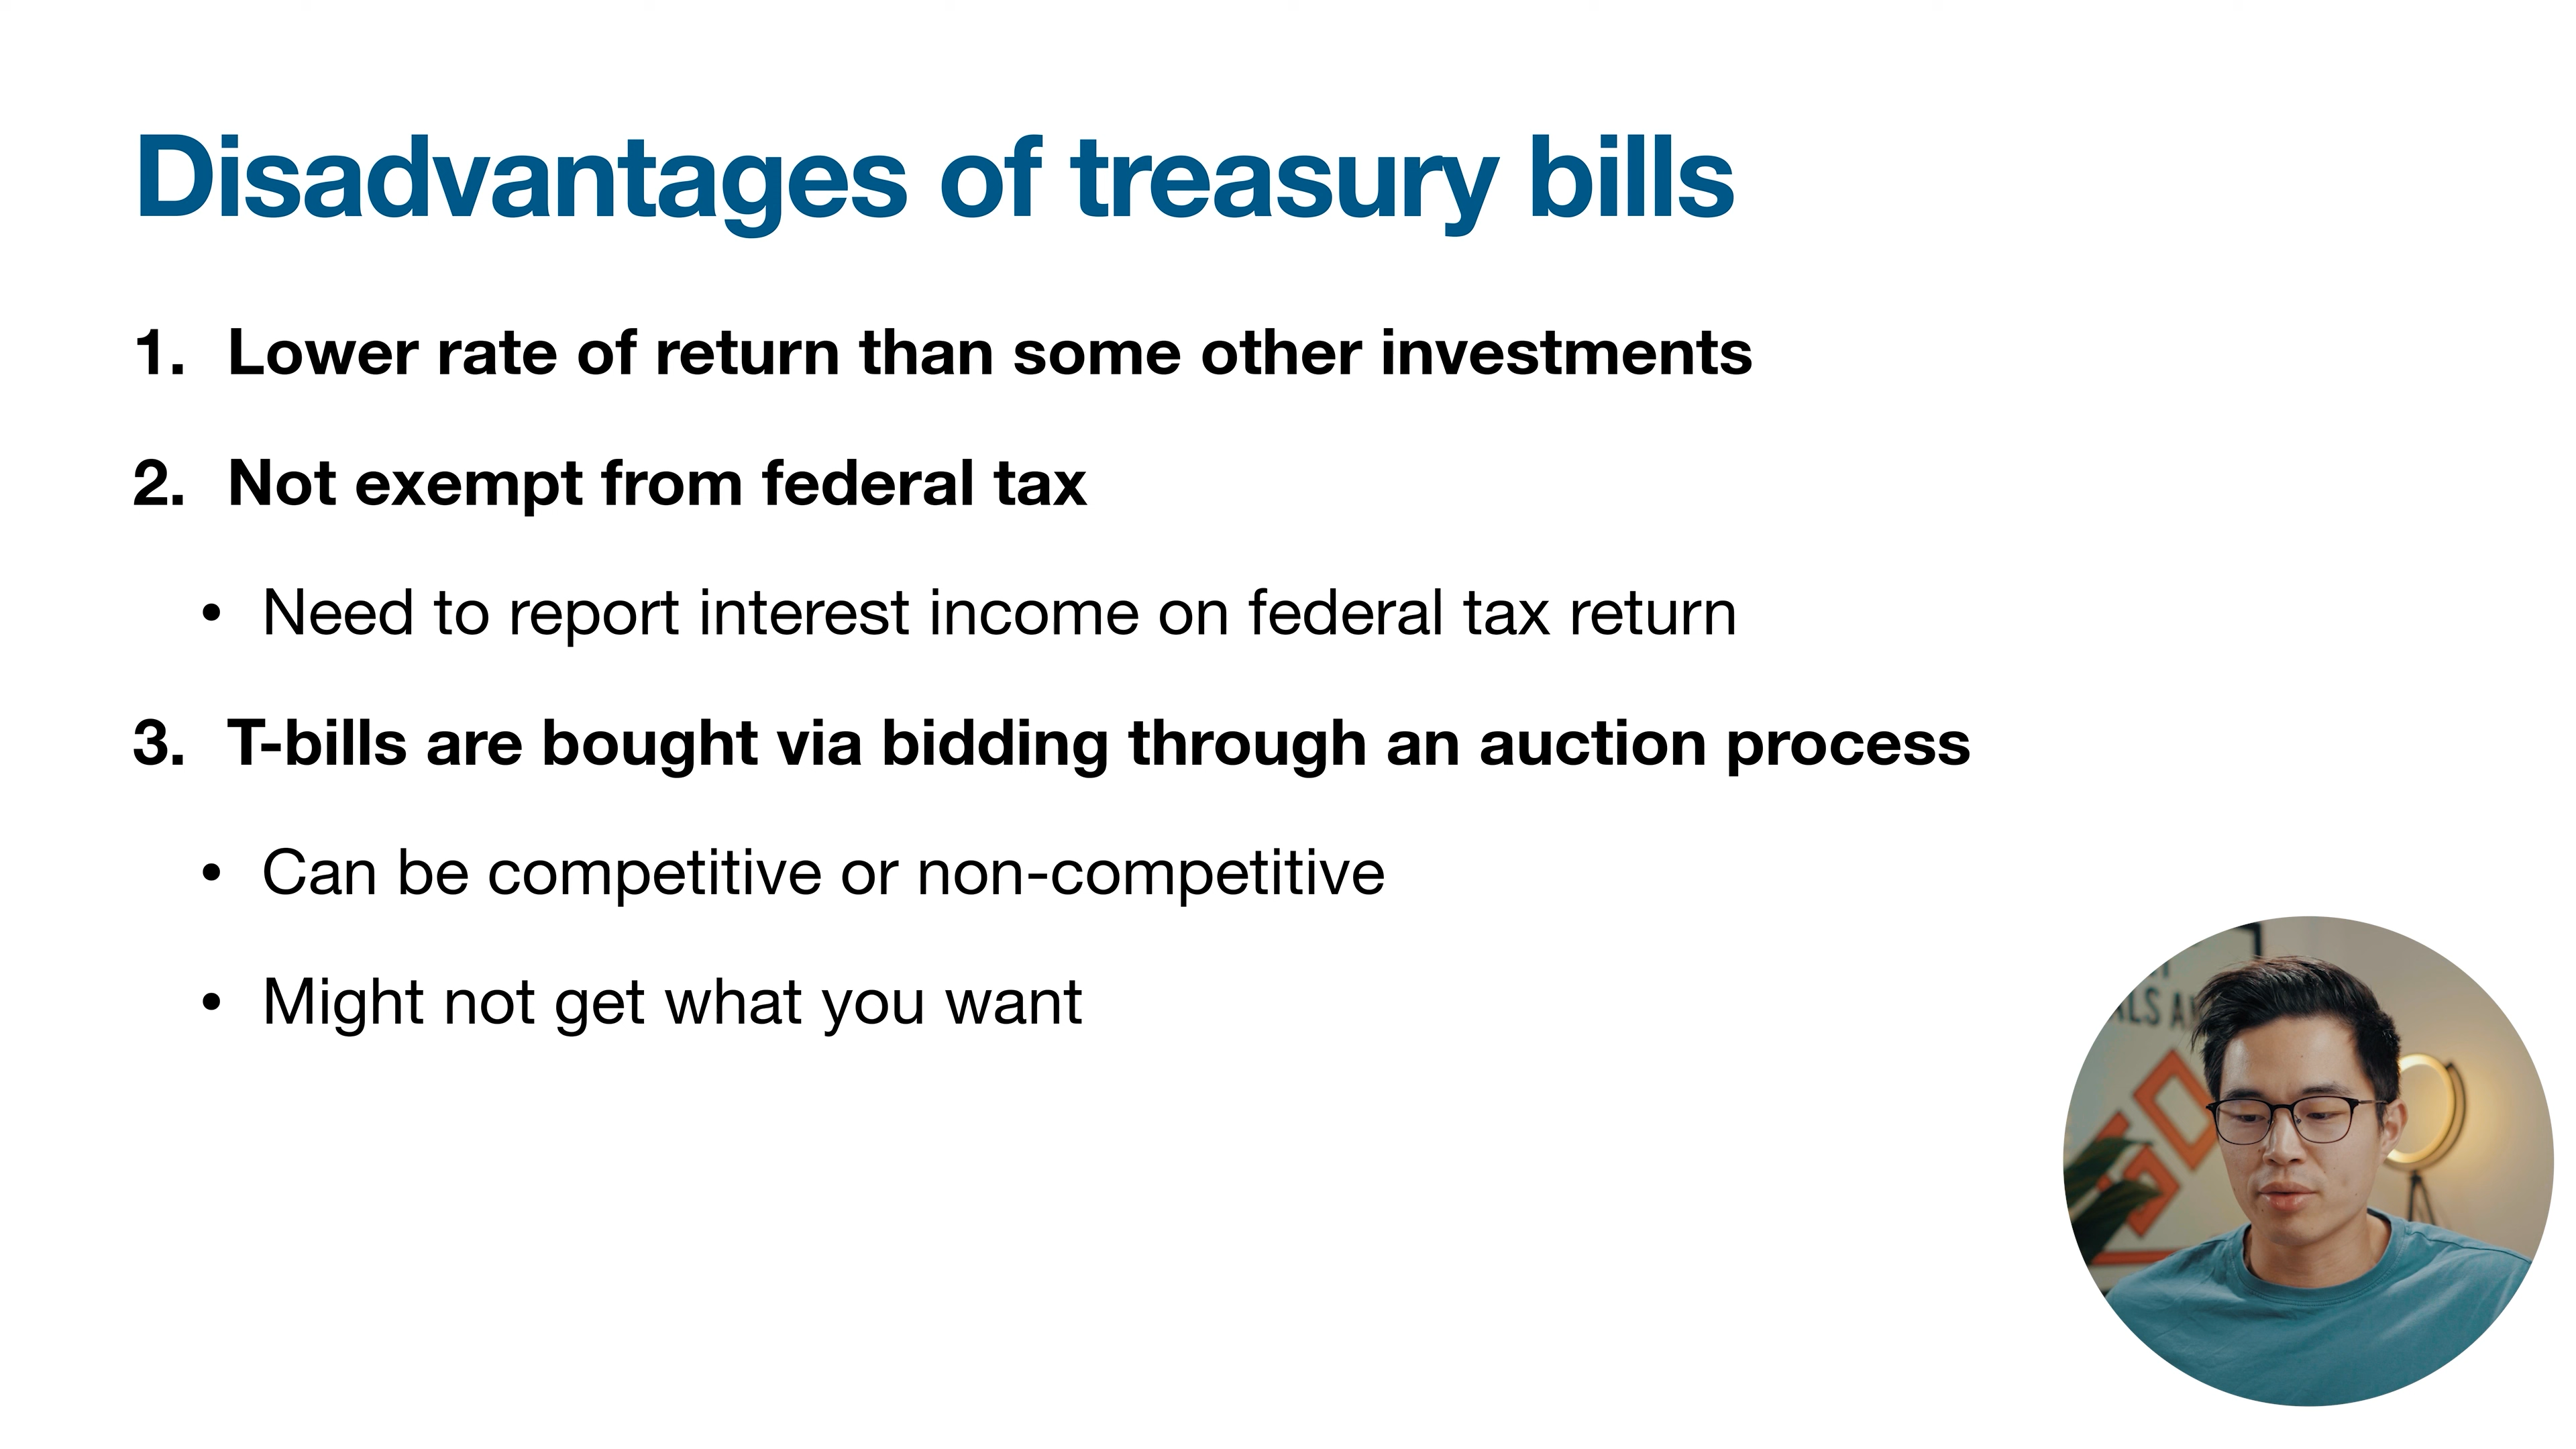 Disadvantages of treasury bills
1. Lower rate of return than some other investments
2. Not exempt from federal tax
• Need to report interest income on federal tax return
3. T-bills are bought via bidding through an auction process
• Can be competitive or non-competitive
• Might not get what you want